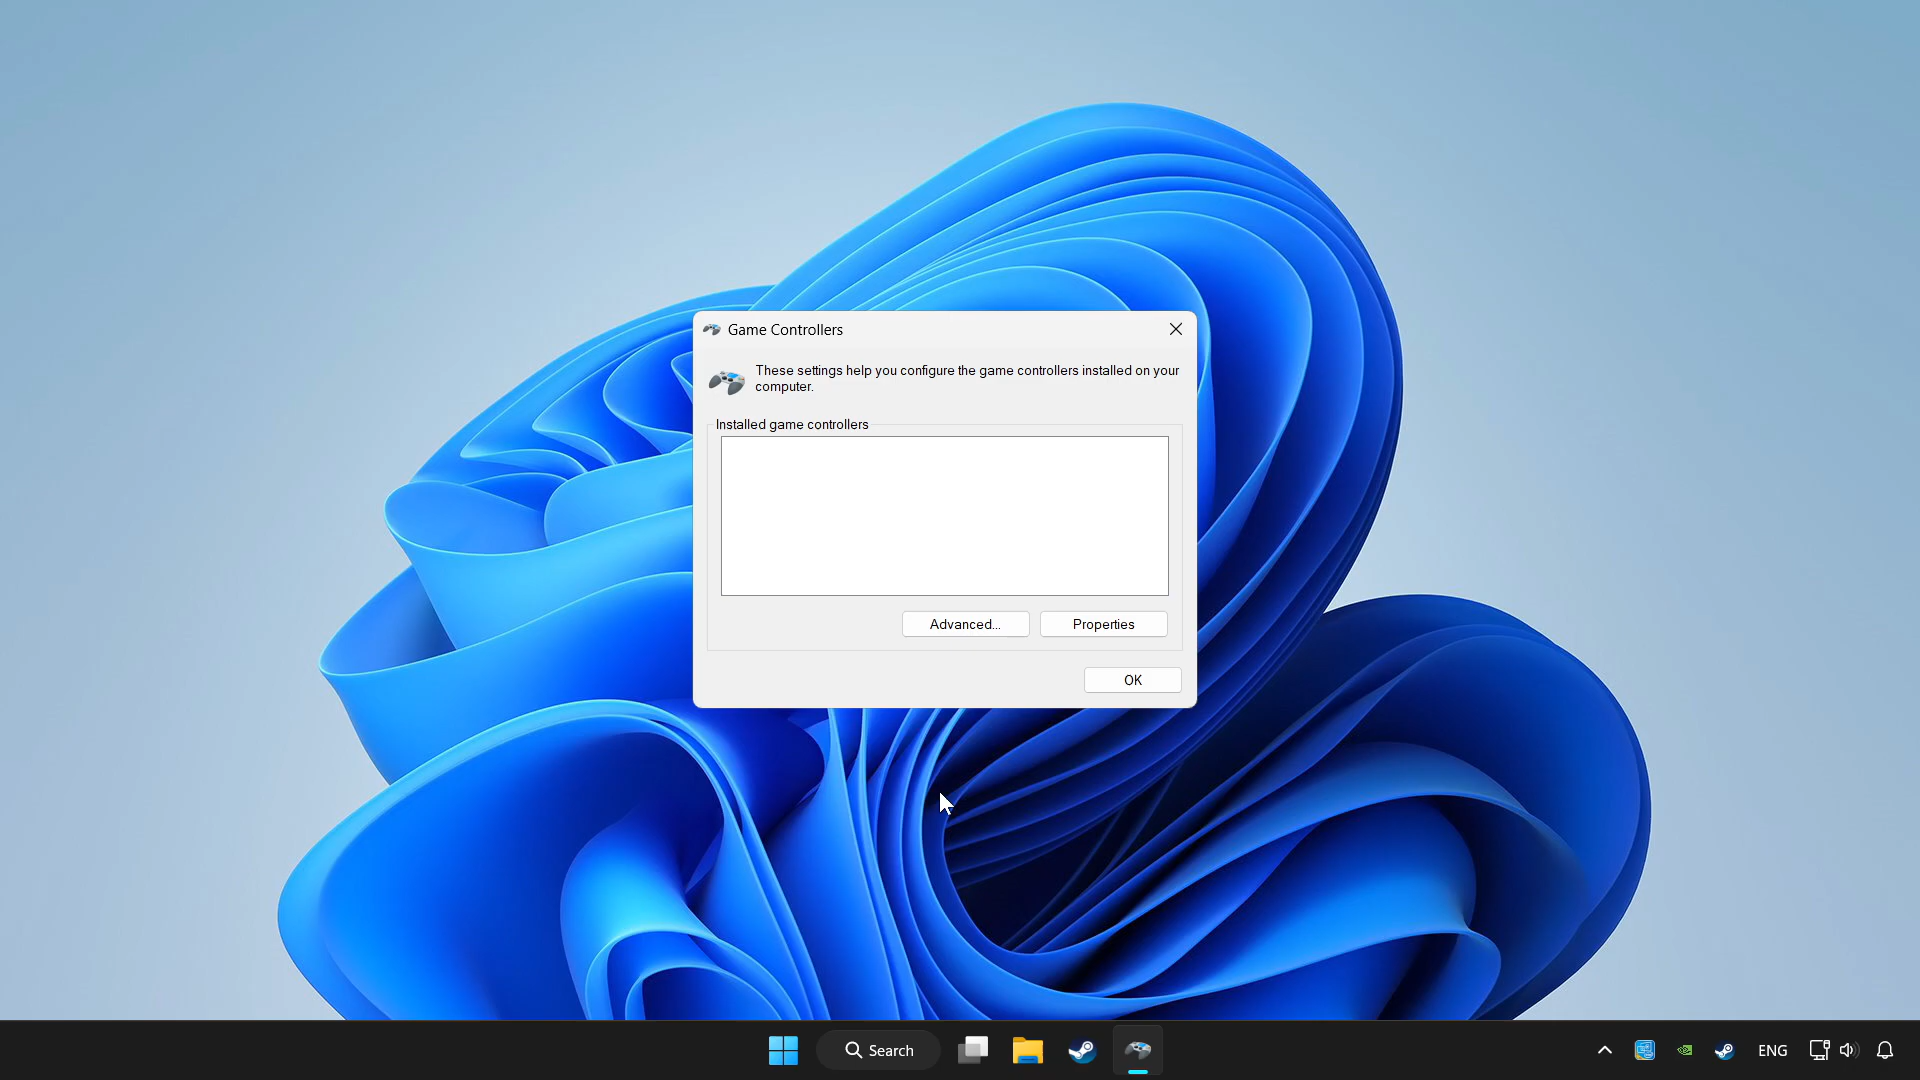 Game Controllers
These settings help you configure the game controllers installed on your
computer.
Installed game controllers
Advanced...
Properties
OK
Search
ENG